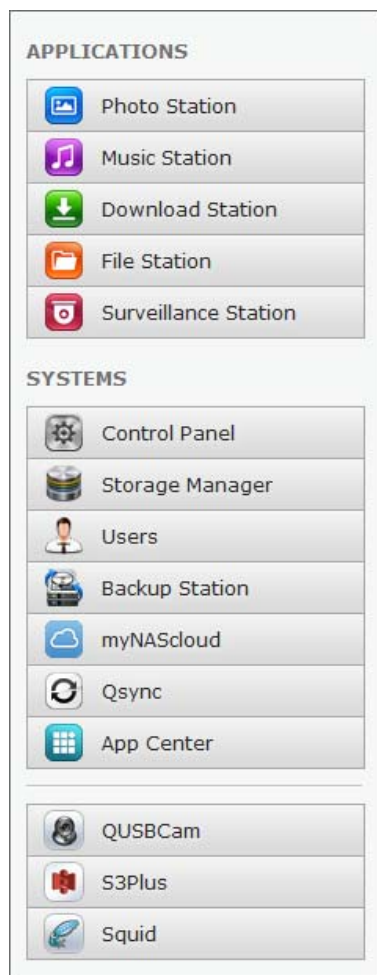 APPLICATIONS
Photo Station
Music Station
Download Station
File Station
Surveillance Station
SYSTEMS
Control Panel
Storage Manager
Users
Backup Station
myNAScloud
Qsync
App Center
QUSBCam
S3Plus
Squid